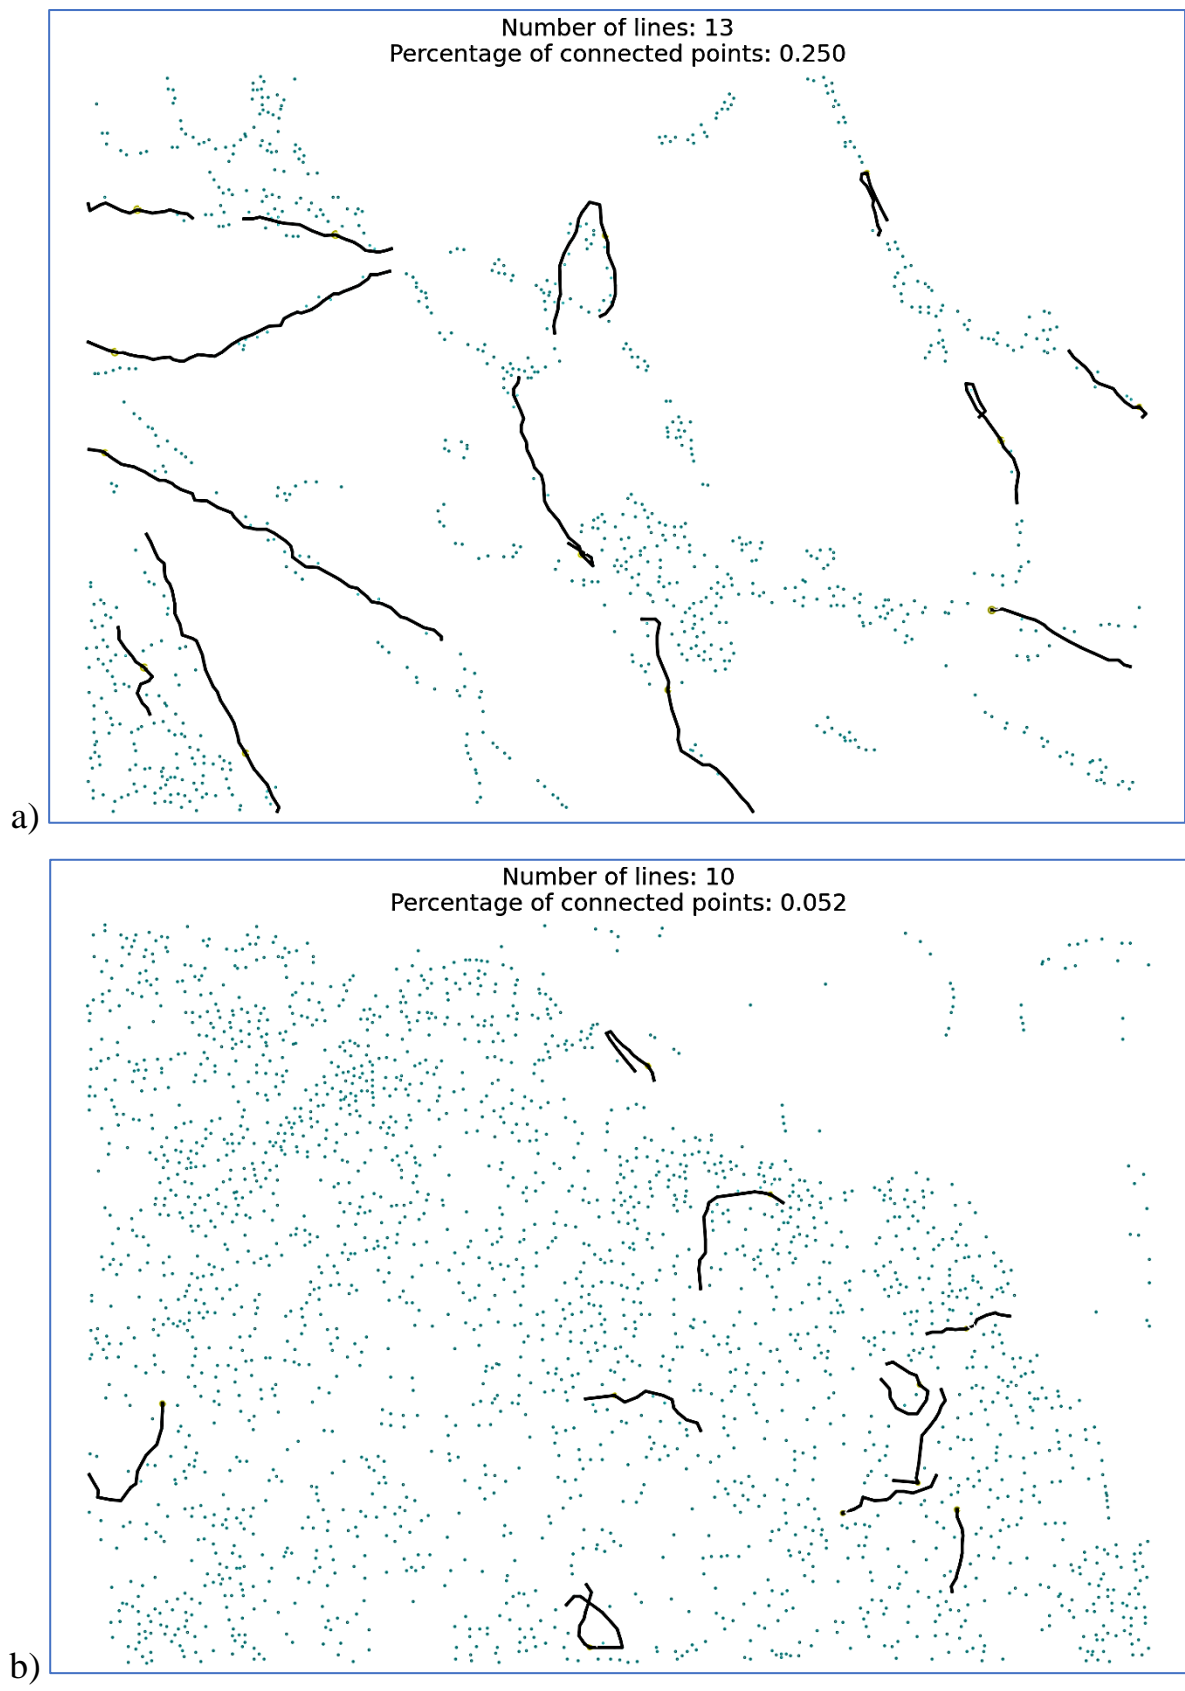 Number of lines: 13
Percentage of connected points: 0.250
a)
Number of lines: 10
Percentage of connected points: 0.052
b)